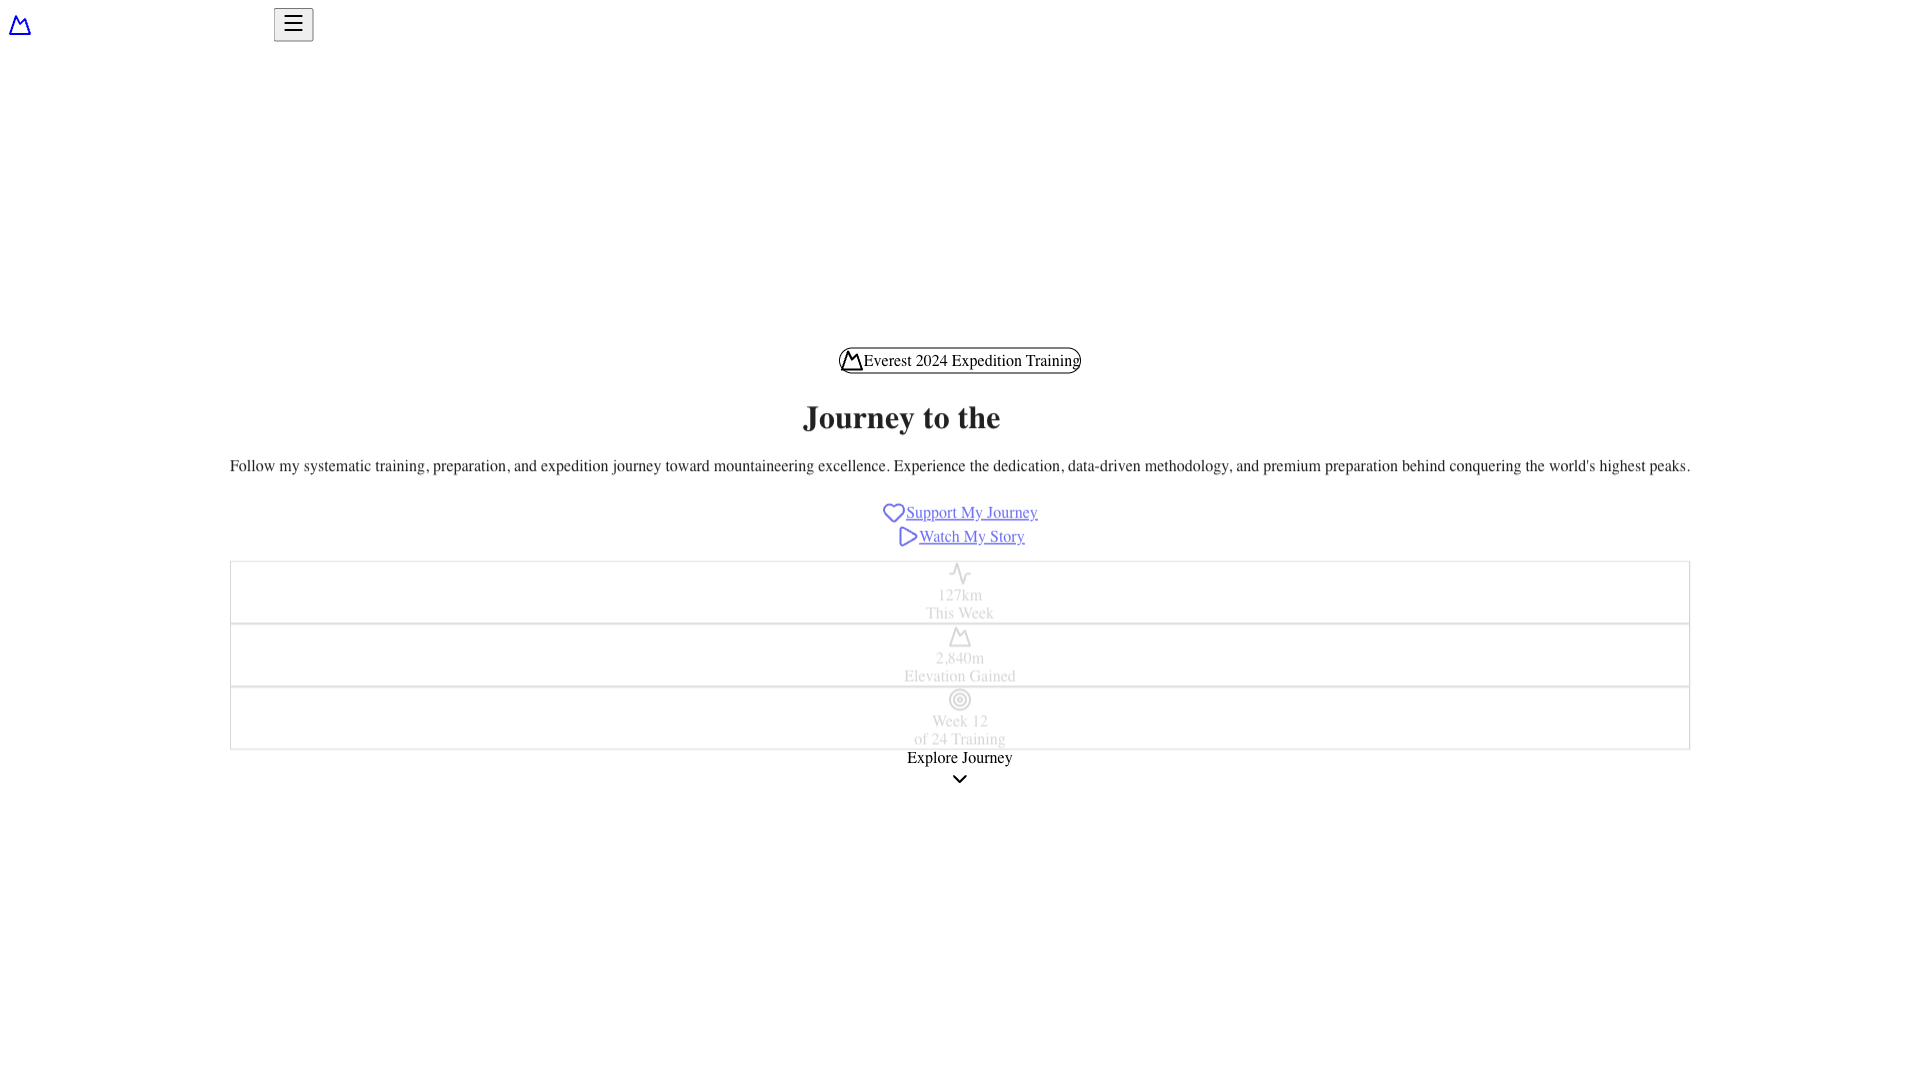 Everest 2024 Expedition Training
Journey to the
Follow my systematic training, preparation, and expedition journey toward mountaineering excellence. Experience the dedication, data-driven methodology, and premium preparation behind conquering the world's highest peaks.
Support My Journey
Watch My Story
127km
This Week
2,840m
Elevation Gained
Week 12
of 24 Training
Explore Journey